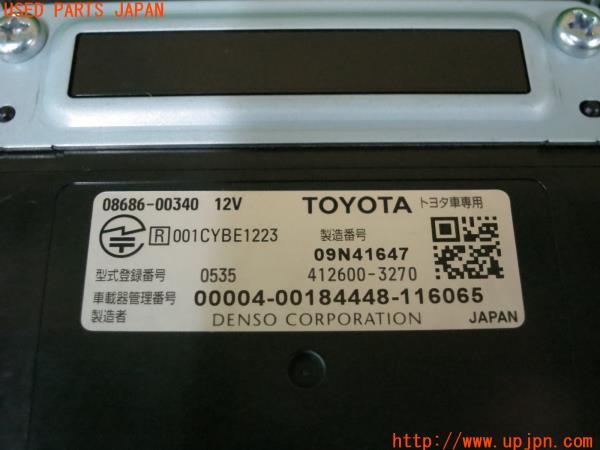 USED PARTS JAPAN
08686-00340 12V TOYOTA トヨタ車専用
R 001CYBE1223 製造番号
09N41647
型式登録番号 0535 412600-3270
車載器管理番号 00004-00184448-116065
製造者 DENSO CORPORATION JAPAN
http://www.upjpn.com/